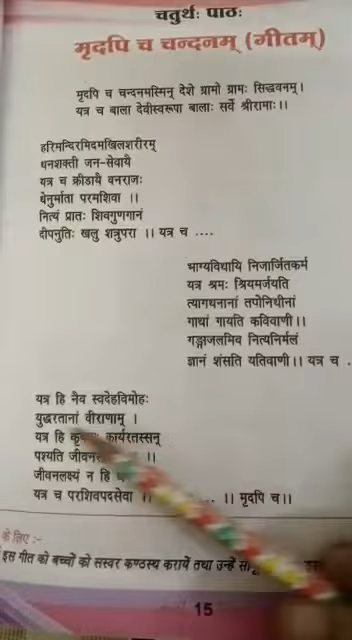 चतुर्थः पाठः
मृदपि च चन्दनम् (गीतम्)
मृदपि च चन्दनमस्मिन् देशे ग्रामो ग्रामः सिद्धवनम्।
यत्र च बाला देवीस्वरूपा बालाः सर्वे श्रीरामाः।।
हरिमन्दिरमिदमखिलशरीरम्
धनशक्ती जन-सेवायै
यत्र च क्रीडायै वनराजः
धेनुर्माता परमशिवा ।।
नित्यं प्रातः शिवगुणगानं
दीपनुतिः खलु शत्रुपरा ।। यत्र च ....
भाग्यविधायि निजार्जितकर्म
यत्र श्रमः श्रियमर्जयति
त्यागधनानां तपोनिधीनां
गाथां गायति कविवाणी।।
गङ्गाजलमिव नित्यनिर्मलं
ज्ञानं शंसति यतिवाणी।। यत्र च .
यत्र हि नैव स्वदेहविमोहः
युद्धरतानां वीराणाम् ।
यत्र हि कार्यरतस्सन्
पश्यति ।।
जीवनलक्ष्यं न हि
यत्र च परशिवपदसेवा ।। ... ।। मृदपि च।।
के लिए :-
इस गीत को बच्चों को सस्वर कण्ठस्थ करायें तथा उन्हें
15